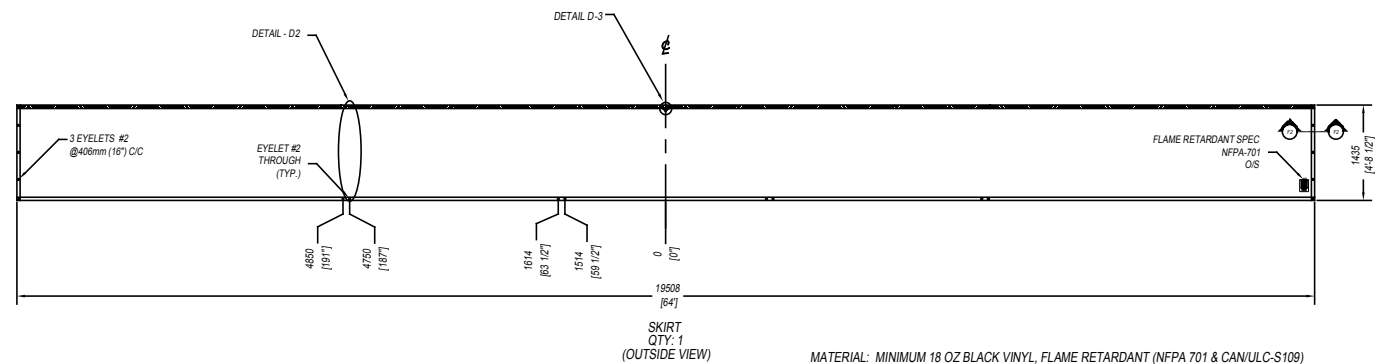 DETAIL D-3
DETAIL - D2
℄
3 EYELETS #2
@406mm (16") C/C
EYELET #2
THROUGH
(TYP.)
FLAME RETARDANT SPEC
NFPA-701
O/S
F2
F2
1435
[4'-8 1/2"]
4850
[191"]
4750
[187"]
1614
[63 1/2"]
1514
[59 1/2"]
0
[0"]
19508
[64']
SKIRT
QTY: 1
(OUTSIDE VIEW)
MATERIAL: MINIMUM 18 OZ BLACK VINYL, FLAME RETARDANT (NFPA 701 & CAN/ULC-S109)